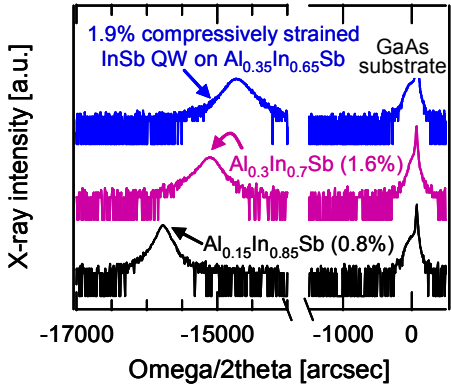 1.9% compressively strained
InSb QW on Al0.35In0.65Sb
GaAs
substrate
Al0.3In0.7Sb (1.6%)
Al0.15In0.85Sb (0.8%)
X-ray intensity [a.u.]
-17000 -15000 -1000 0
Omega/2theta [arcsec]